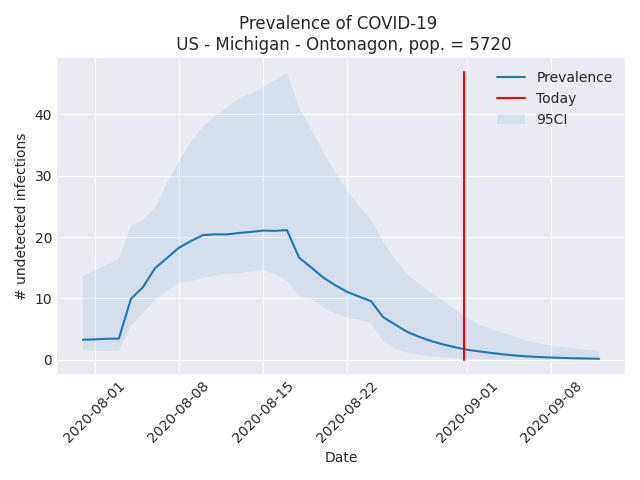 Prevalence of COVID-19
US - Michigan - Ontonagon, pop. = 5720
Prevalence
Today
95CI
# undetected infections
40
30
20
10
0
2020-08-01
2020-08-08
2020-08-15
2020-08-22
2020-09-01
2020-09-08
Date